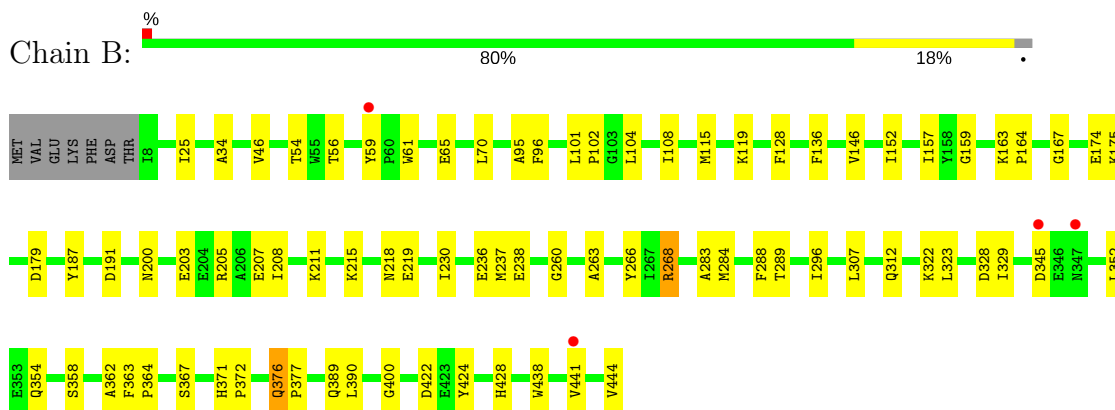 %
Chain B:
80% 18% •
MET VAL GLU LYS PHE ASP THR I8 I25 A34 V46 T54 W55 T56 Y59 P60 W61 E65 L70 A95 F96 L101 P102 G103 L104 I108 M115 K119 F128 F136 V146 I152 I157 Y158 G159 K163 P164 G167 E174 K175
D179 Y187 D191 N200 E203 E204 R205 A206 E207 I208 K211 K215 N218 E219 I230 E236 M237 E238 G260 A263 Y266 I267 R268 A283 M284 F288 T289 I296 L307 Q312 K322 L323 D328 I329 D345 E346 N347 L352
E353 Q354 S358 A362 F363 P364 S367 H371 P372 Q376 P377 Q389 L390 G400 D422 E423 Y424 H428 W438 V441 V444